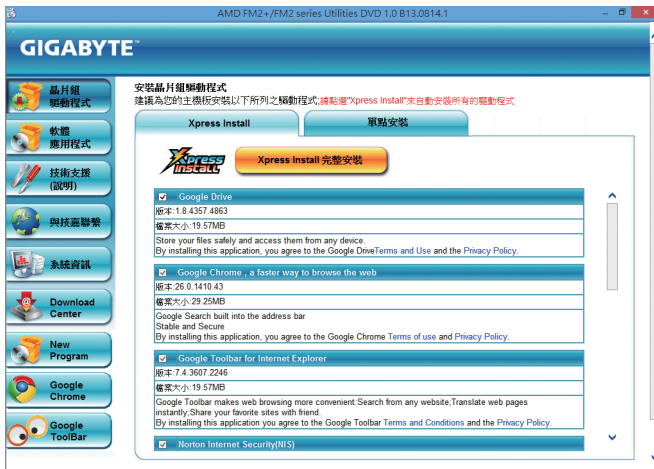 AMD FM2+/FM2 series Utilities DVD 1.0 B13.0814.1
GIGABYTE™
晶片組
驅動程式
軟體
應用程式
技術支援
(說明)
與技嘉聯繫
系統資訊
Download
Center
New
Program
Google
Chrome
Google
ToolBar
安裝晶片組驅動程式
建議為您的主機板安裝以下所列之驅動程式;請點選"Xpress Install"來自動安裝所有的驅動程式
Xpress Install
單點安裝
Xpress
INSTALL
Xpress Install 完整安裝
Google Drive
版本:1.8.4357.4863
檔案大小:19.57MB
Store your files safely and access them from any device.
By installing this application, you agree to the Google DriveTerms and Use and the Privacy Policy.
Google Chrome , a faster way to browse the web
版本:26.0.1410.43
檔案大小:29.25MB
Google Search built into the address bar
Stable and Secure
By installing this application, you agree to the Google Chrome Terms of use and Privacy Policy.
Google Toolbar for Internet Explorer
版本:7.4.3607.2246
檔案大小:19.57MB
Google Toolbar makes web browsing more convenient:Search from any website;Translate web pages
instantly;Share your favorite sites with friend.
By installing this application you agree to the Google Toolbar Terms and Conditions and the Privacy Policy.
Norton Internet Security(NIS)